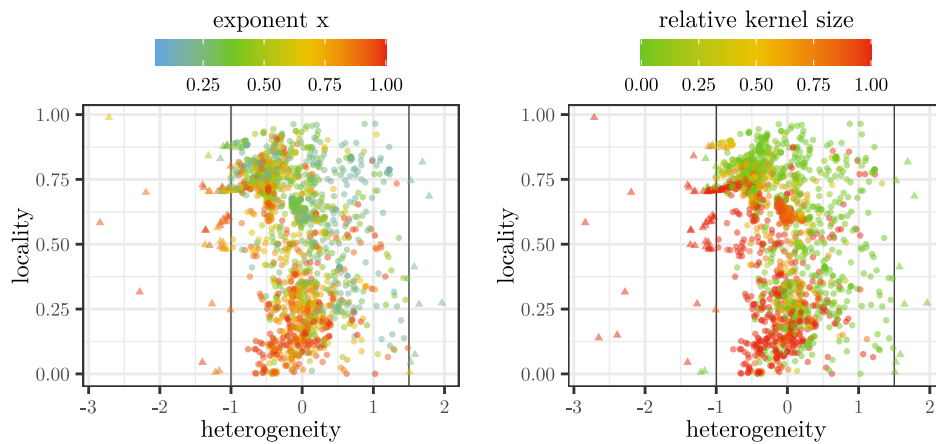 exponent x
0.25 0.50 0.75 1.00
locality
1.00
0.75
0.50
0.25
0.00
-3 -2 -1 0 1 2
heterogeneity
relative kernel size
0.00 0.25 0.50 0.75 1.00
locality
1.00
0.75
0.50
0.25
0.00
-3 -2 -1 0 1 2
heterogeneity